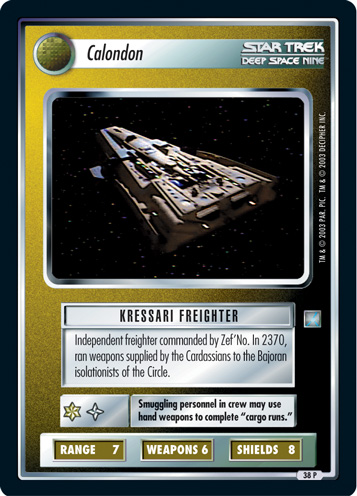 Calondon
STAR TREK
DEEP SPACE NINE
TM & © 2003 PAR. PIC. TM & © 2003 DECIPHER INC.
KRESSARI FREIGHTER
Independent freighter commanded by Zef'No. In 2370,
ran weapons supplied by the Cardassians to the Bajoran
isolationists of the Circle.
Smuggling personnel in crew may use
hand weapons to complete "cargo runs."
RANGE 7 WEAPONS 6 SHIELDS 8
38 P